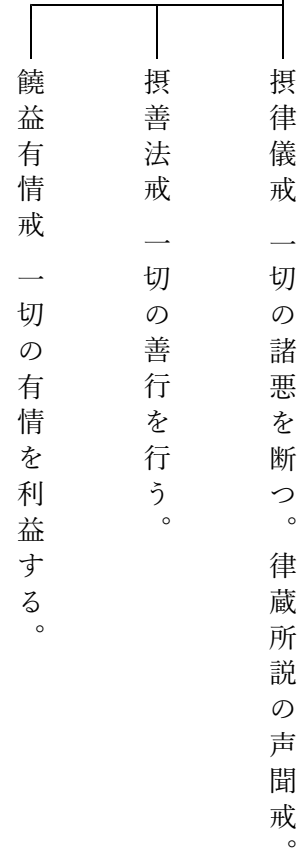 摂律儀戒 一切の諸悪を断つ。律蔵所説の声聞戒。
摂善法戒 一切の善行を行う。
饒益有情戒 一切の有情を利益する。